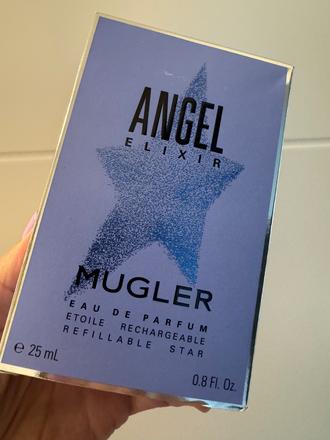 ANGEL
ELIXIR
MUGLER
EAU DE PARFUM
ETOILE RECHARGEABLE
REFILLABLE STAR
℮ 25 mL
0.8 Fl. Oz.